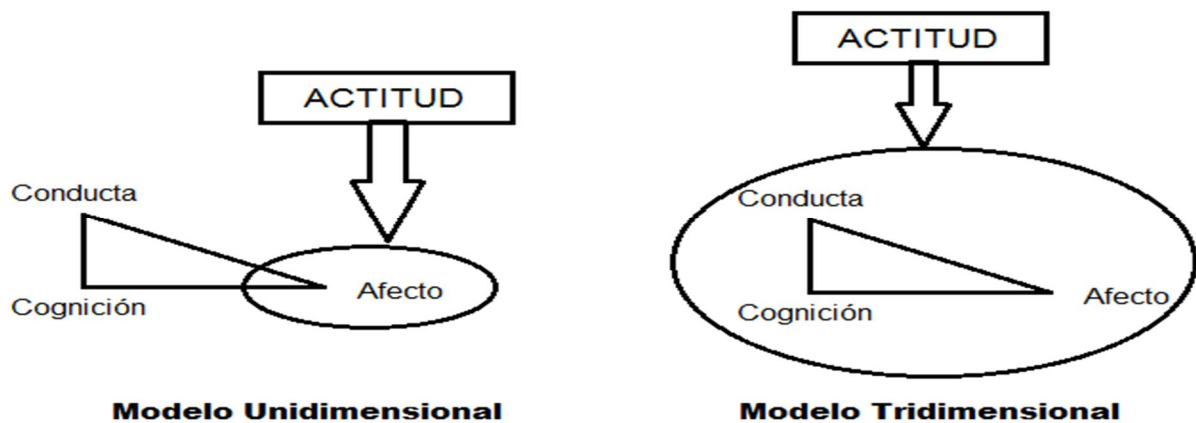 ACTITUD
Conducta
Cognición
Afecto
Modelo Unidimensional
ACTITUD
Conducta
Cognición
Afecto
Modelo Tridimensional